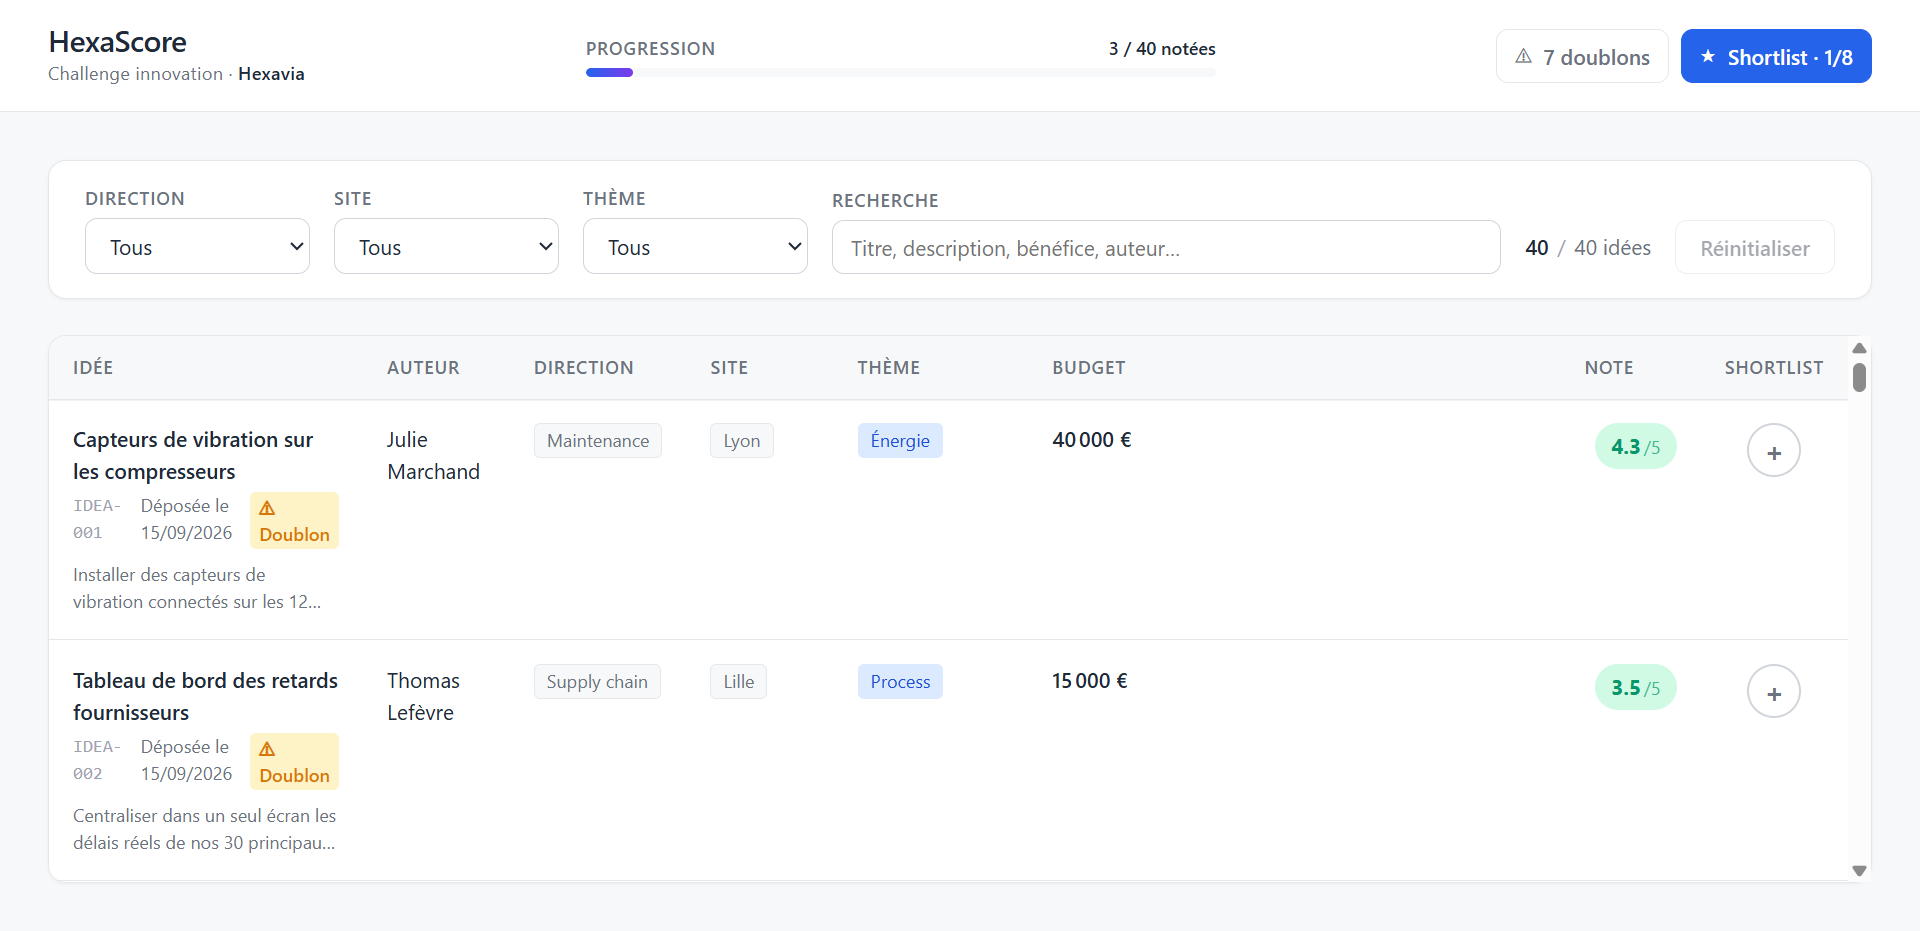 HexaScore
Challenge innovation · Hexavia
PROGRESSION
3 / 40 notées
⚠ 7 doublons
★ Shortlist · 1/8
DIRECTION
SITE
THÈME
RECHERCHE
Tous
Tous
Tous
Titre, description, bénéfice, auteur...
40 / 40 idées
Réinitialiser
IDÉE
AUTEUR
DIRECTION
SITE
THÈME
BUDGET
NOTE
SHORTLIST
Capteurs de vibration sur
les compresseurs
IDEA-
001
Déposée le
15/09/2026
⚠
Doublon
Installer des capteurs de
vibration connectés sur les 12...
Julie
Marchand
Maintenance
Lyon
Énergie
40 000 €
4.3 /5
+
Tableau de bord des retards
fournisseurs
IDEA-
002
Déposée le
15/09/2026
⚠
Doublon
Centraliser dans un seul écran les
délais réels de nos 30 principau...
Thomas
Lefèvre
Supply chain
Lille
Process
15 000 €
3.5 /5
+